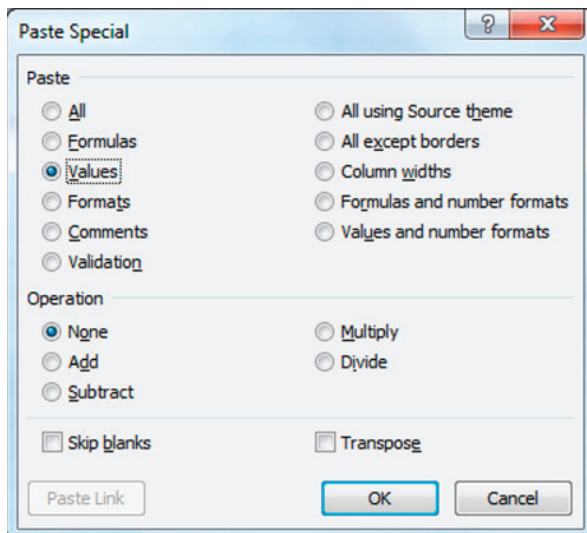 Paste Special
Paste
All
All using Source theme
Formulas
All except borders
Values
Column widths
Formats
Formulas and number formats
Comments
Values and number formats
Validation
Operation
None
Multiply
Add
Divide
Subtract
Skip blanks
Transpose
Paste Link
OK
Cancel